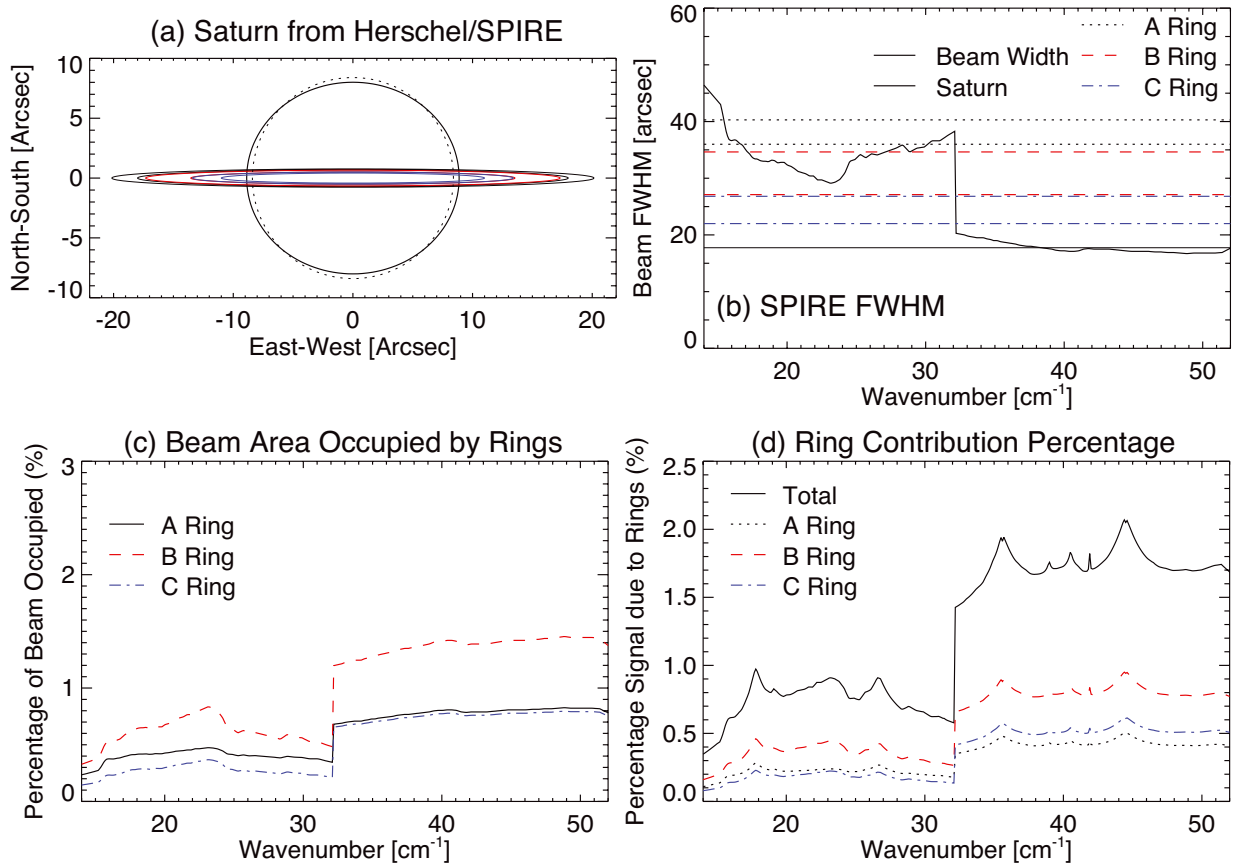 (a) Saturn from Herschel/SPIRE
North-South [Arcsec]
10
5
0
-5
-10
-20
-10
0
10
20
East-West [Arcsec]
Beam FWHM [arcsec]
60
40
20
0
Beam Width
Saturn
A Ring
B Ring
C Ring
(b) SPIRE FWHM
20
30
40
50
Wavenumber [cm-1]
(c) Beam Area Occupied by Rings
Percentage of Beam Occupied (%)
3
2
1
0
A Ring
B Ring
C Ring
20
30
40
50
Wavenumber [cm-1]
(d) Ring Contribution Percentage
Percentage Signal due to Rings (%)
2.5
2.0
1.5
1.0
0.5
0.0
Total
A Ring
B Ring
C Ring
20
30
40
50
Wavenumber [cm-1]